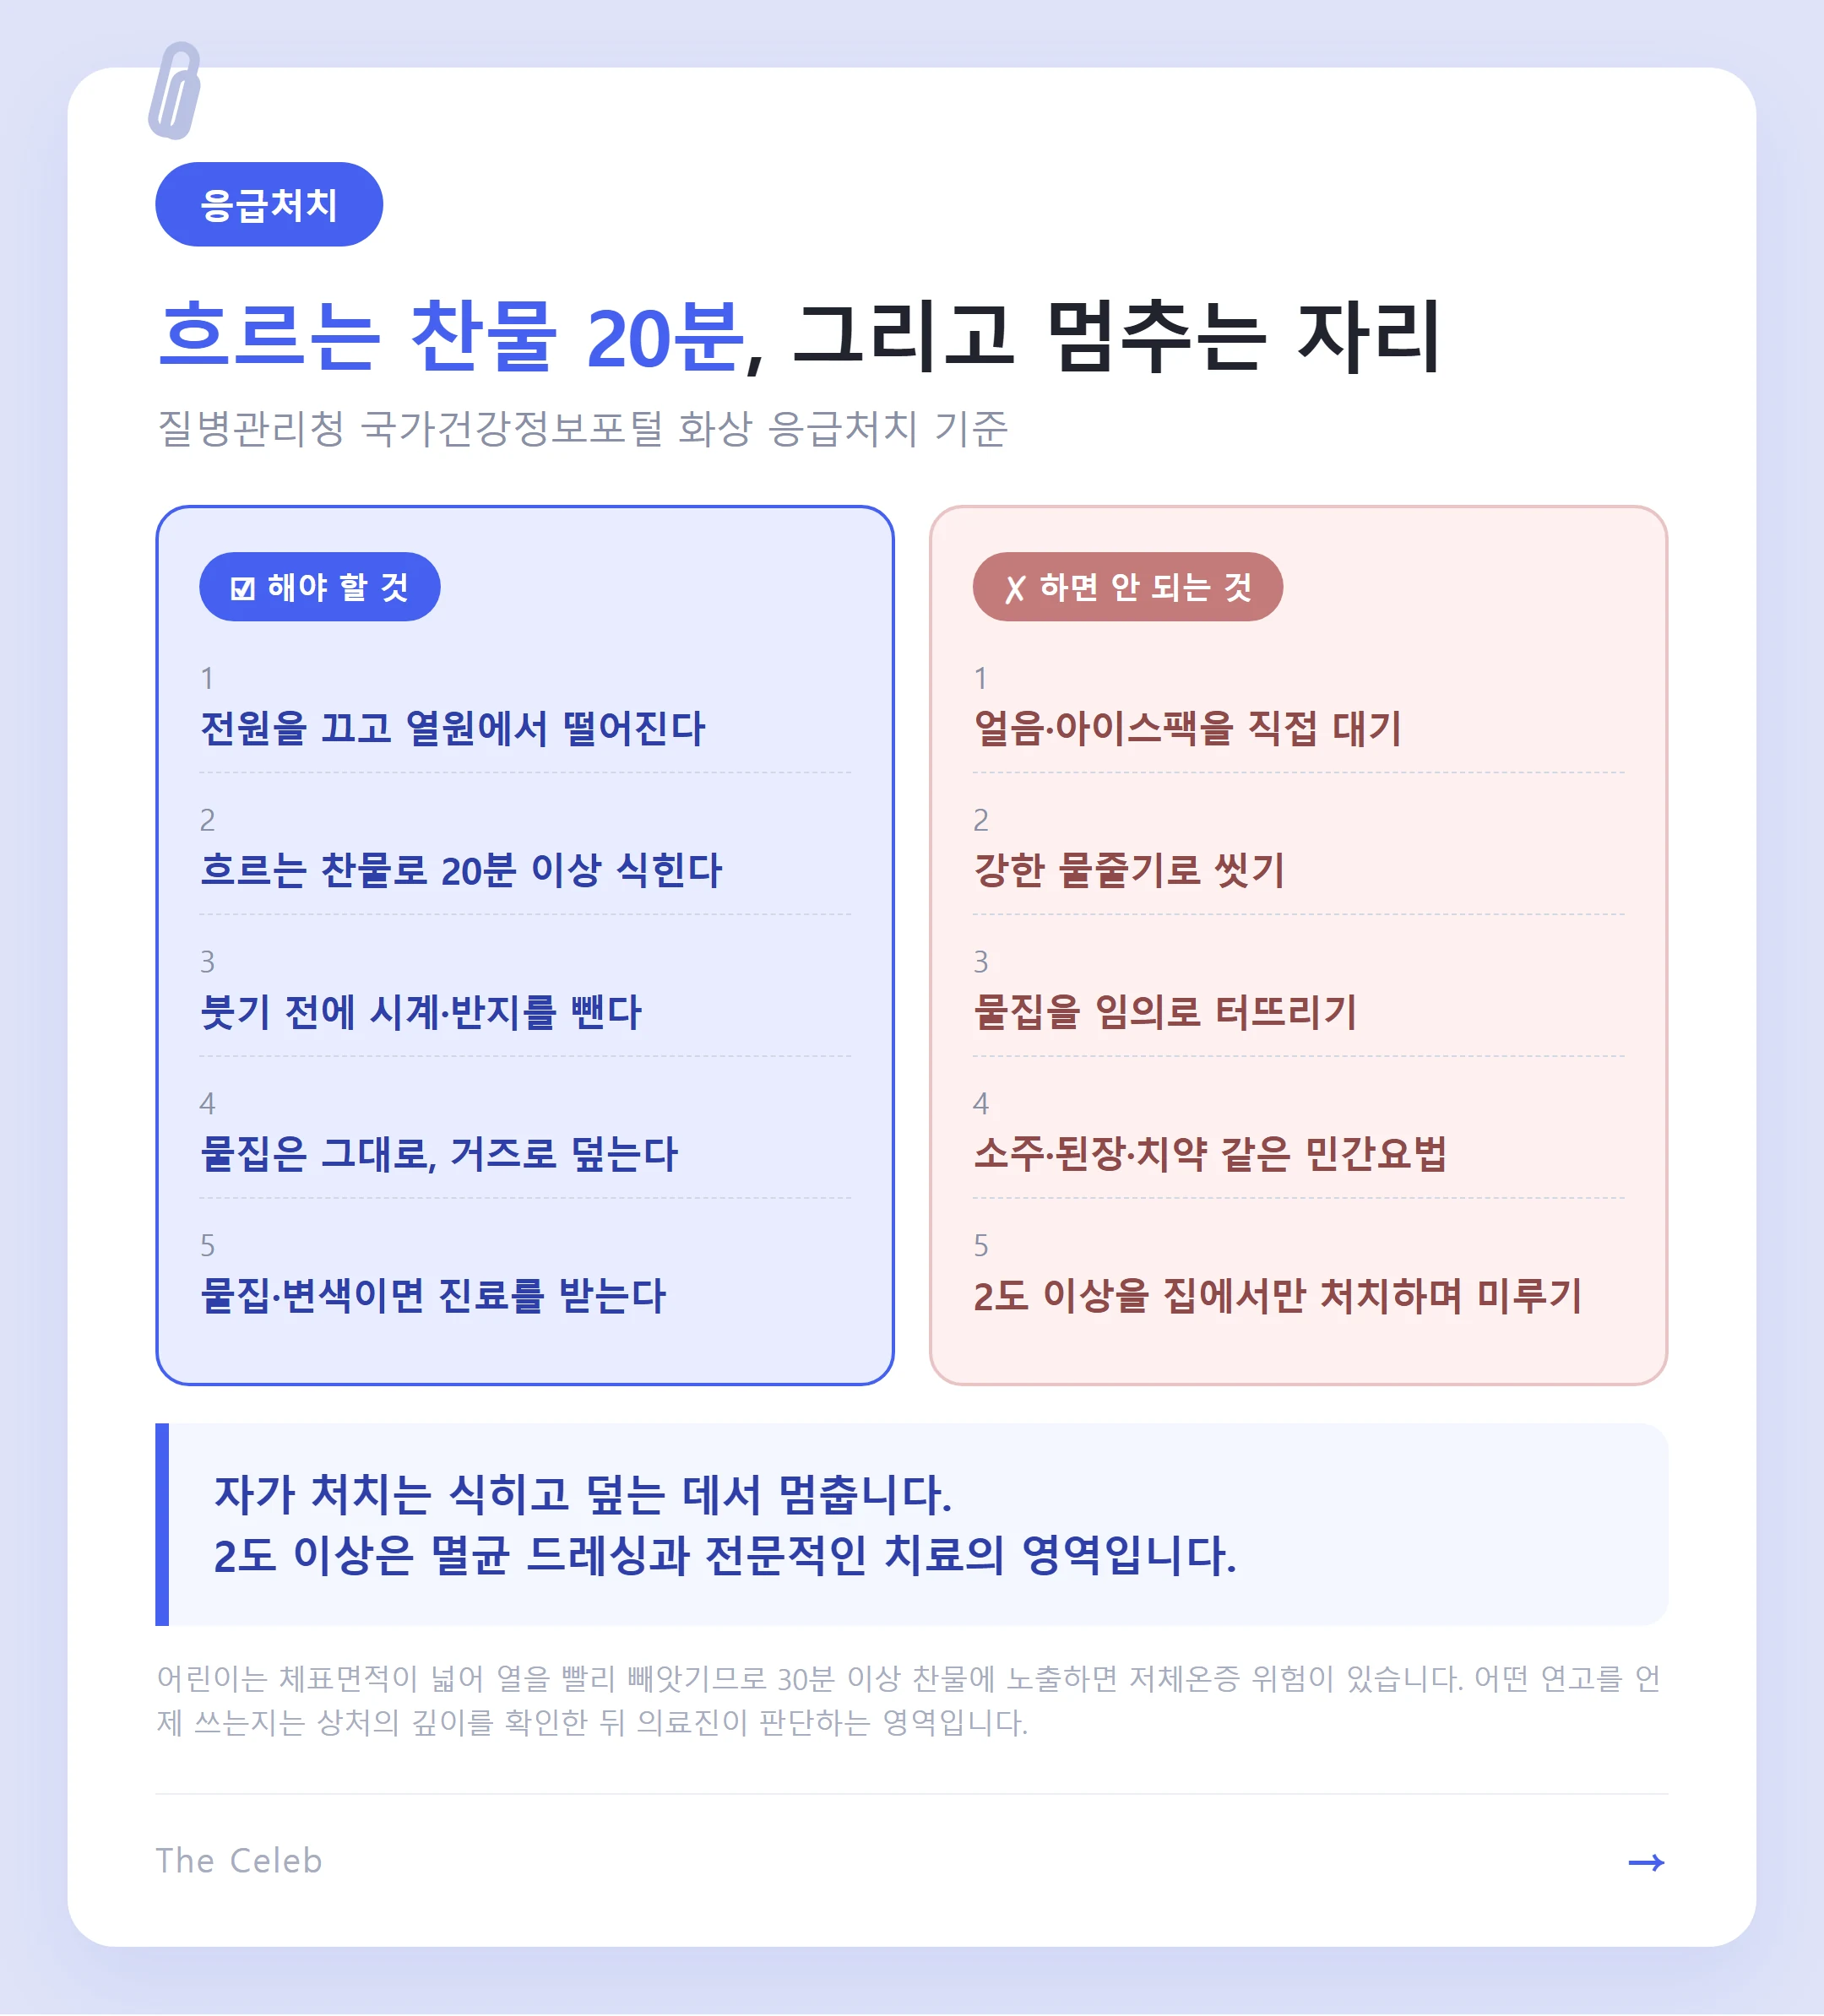 응급처치
흐르는 찬물 20분, 그리고 멈추는 자리
질병관리청 국가건강정보포털 화상 응급처치 기준
☑ 해야 할 것
1
전원을 끄고 열원에서 떨어진다
2
흐르는 찬물로 20분 이상 식힌다
3
붓기 전에 시계·반지를 뺀다
4
물집은 그대로, 거즈로 덮는다
5
물집·변색이면 진료를 받는다
✗ 하면 안 되는 것
1
얼음·아이스팩을 직접 대기
2
강한 물줄기로 씻기
3
물집을 임의로 터뜨리기
4
소주·된장·치약 같은 민간요법
5
2도 이상을 집에서만 처치하며 미루기
자가 처치는 식히고 덮는 데서 멈춥니다.
2도 이상은 멸균 드레싱과 전문적인 치료의 영역입니다.
어린이는 체표면적이 넓어 열을 빨리 빼앗기므로 30분 이상 찬물에 노출하면 저체온증 위험이 있습니다. 어떤 연고를 언
제 쓰는지는 상처의 깊이를 확인한 뒤 의료진이 판단하는 영역입니다.
The Celeb →